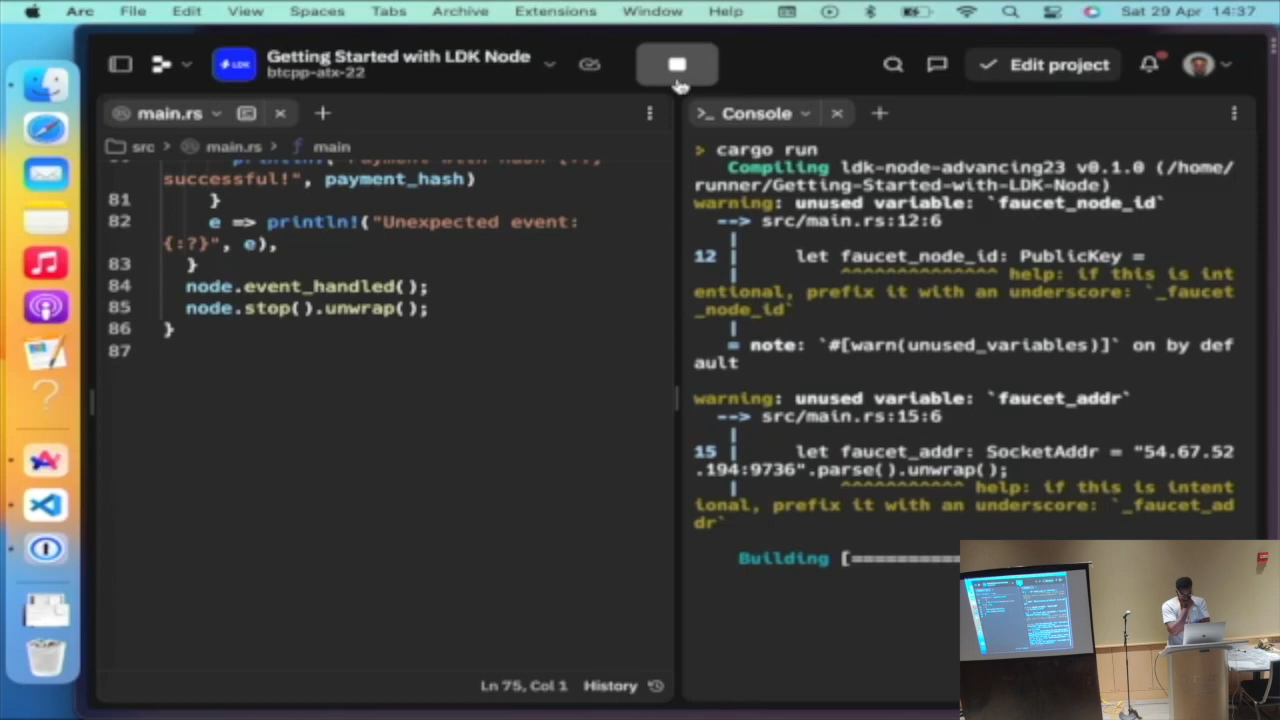 Arc File Edit View Spaces Tabs Archive Extensions Window Help Sat 29 Apr 14:37
LDK
Getting Started with LDK Node
btcpp-atx-22
Edit project
main.rs
src > main.rs > main
successful!", payment_hash)
81 }
82 e => println!("Unexpected event:
{:?}", e),
83 }
84 node.event_handled();
85 node.stop().unwrap();
86 }
87
Ln 75, Col 1 History
>_ Console
> cargo run
Compiling ldk-node-advancing23 v0.1.0 (/home/
runner/Getting-Started-with-LDK-Node)
warning: unused variable: `faucet_node_id`
--> src/main.rs:12:6
|
12 | let faucet_node_id: PublicKey =
| ^^^^^^^^^^^^^^ help: if this is int
entional, prefix it with an underscore: `_faucet
_node_id`
|
= note: `#[warn(unused_variables)]` on by def
ault
warning: unused variable: `faucet_addr`
--> src/main.rs:15:6
|
15 | let faucet_addr: SocketAddr = "54.67.52
.194:9736".parse().unwrap();
| ^^^^^^^^^^^ help: if this is intent
ional, prefix it with an underscore: `_faucet_ad
dr`
Building [==========